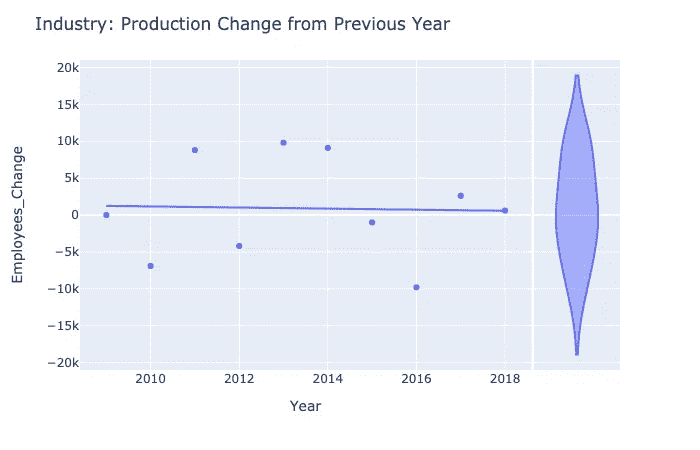 Industry: Production Change from Previous Year
20k
15k
10k
5k
0
−5k
−10k
−15k
−20k
Employees_Change
2010 2012 2014 2016 2018
Year